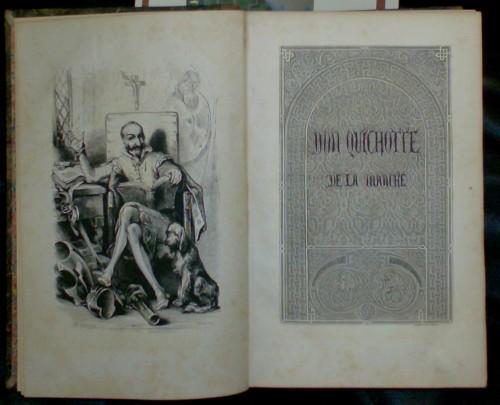 DON QUICHOTTE
DE LA MANCHE